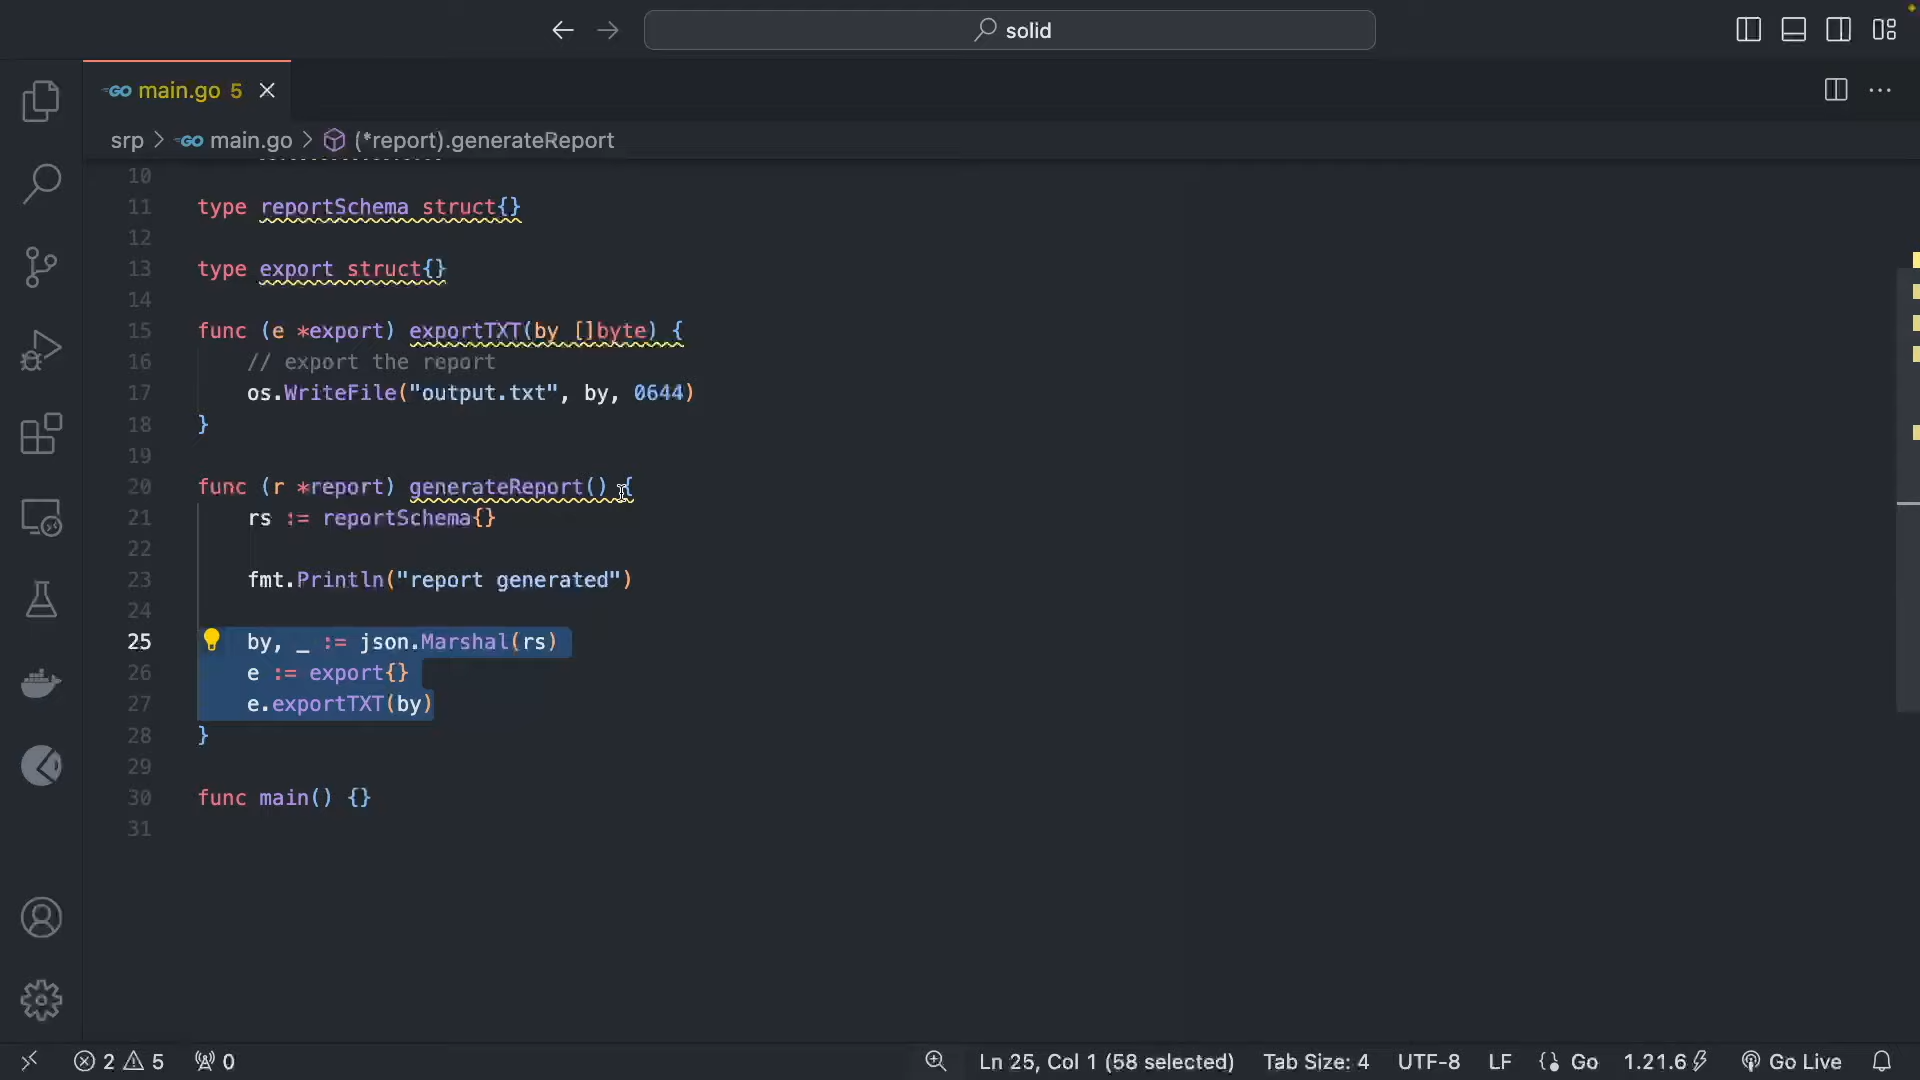 solid
GO main.go 5
srp > GO main.go > (*report).generateReport
10
11 type reportSchema struct{}
12
13 type export struct{}
14
15 func (e *export) exportTXT(by []byte) {
16 // export the report
17 os.WriteFile("output.txt", by, 0644)
18 }
19
20 func (r *report) generateReport() {
21 rs := reportSchema{}
22
23 fmt.Println("report generated")
24
25 by, _ := json.Marshal(rs)
26 e := export{}
27 e.exportTXT(by)
28 }
29
30 func main() {}
31
2 5 0 Ln 25, Col 1 (58 selected) Tab Size: 4 UTF-8 LF {} Go 1.21.6 Go Live